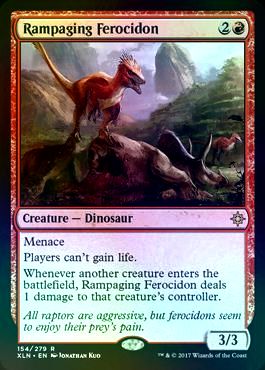 Rampaging Ferocidon 2
Creature — Dinosaur
Menace
Players can't gain life.
Whenever another creature enters the
battlefield, Rampaging Ferocidon deals
1 damage to that creature's controller.
All raptors are aggressive, but ferocidons seem
to enjoy their prey's pain.
3/3
154/279 R
XLN • EN Jonathan Kuo
™ & © 2017 Wizards of the Coast